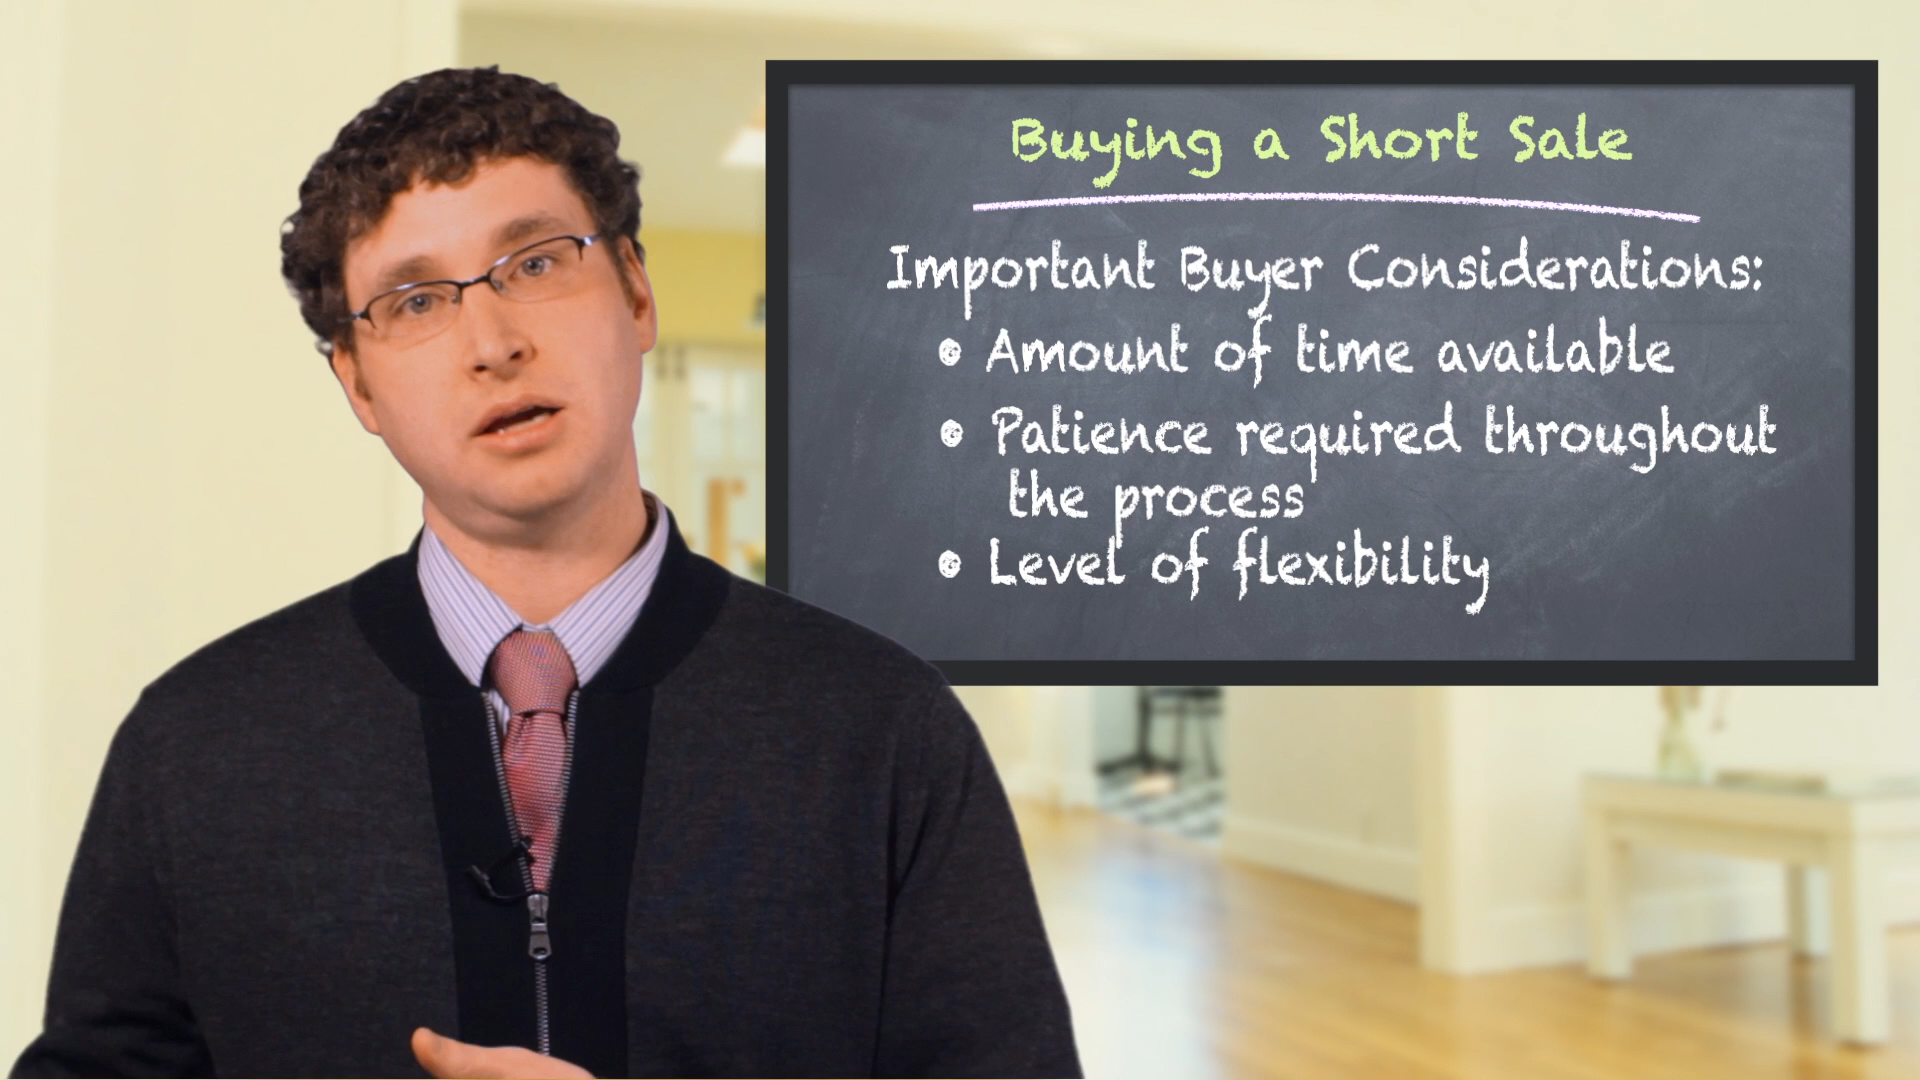 Buying a Short Sale
Important Buyer Considerations:
• Amount of time available
• Patience required throughout
the process
• Level of flexibility